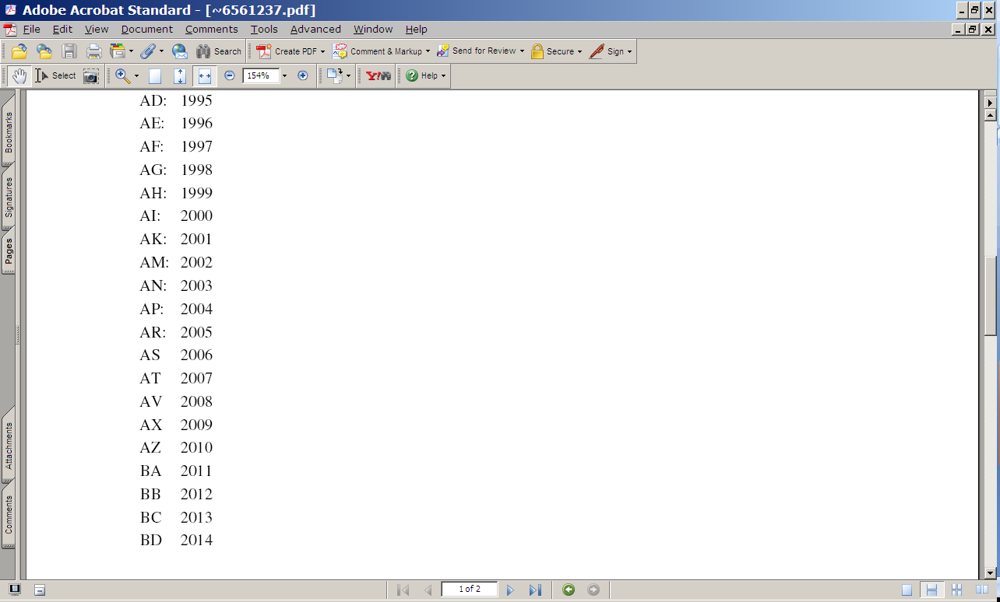 Adobe Acrobat Standard - [~6561237.pdf]
File Edit View Document Comments Tools Advanced Window Help
Search Create PDF Comment & Markup Send for Review Secure Sign
Select 154% Y! Help
Bookmarks
Signatures
Pages
Attachments
Comments
AD: 1995
AE: 1996
AF: 1997
AG: 1998
AH: 1999
AI: 2000
AK: 2001
AM: 2002
AN: 2003
AP: 2004
AR: 2005
AS 2006
AT 2007
AV 2008
AX 2009
AZ 2010
BA 2011
BB 2012
BC 2013
BD 2014
1 of 2